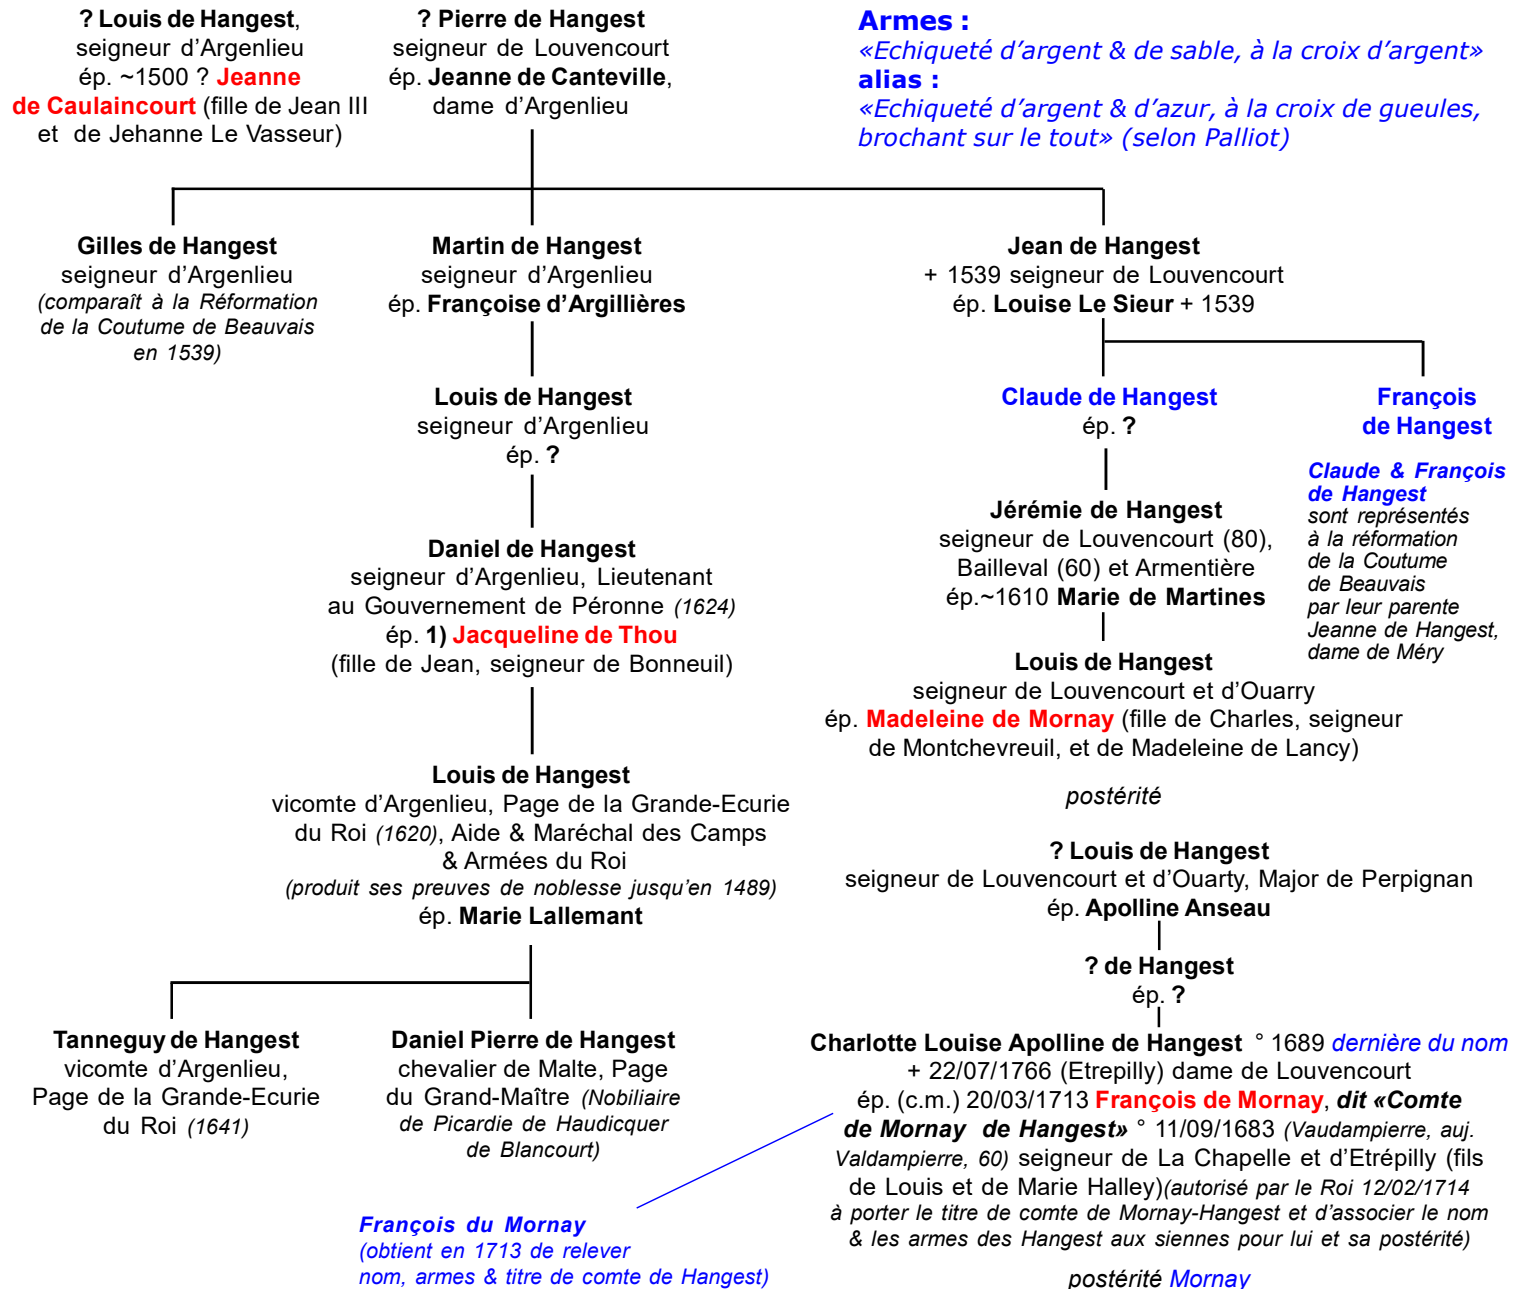 ? Louis de Hangest,
seigneur d’Argenlieu
ép. ~1500 ? Jeanne
de Caulaincourt (fille de Jean III
et de Jehanne Le Vasseur)
? Pierre de Hangest
seigneur de Louvencourt
ép. Jeanne de Canteville,
dame d’Argenlieu
Armes :
«Echiqueté d’argent & de sable, à la croix d’argent»
alias :
«Echiqueté d’argent & d’azur, à la croix de gueules,
brochant sur le tout» (selon Palliot)
Gilles de Hangest
seigneur d’Argenlieu
(comparaît à la Réformation
de la Coutume de Beauvais
en 1539)
Martin de Hangest
seigneur d’Argenlieu
ép. Françoise d’Argillières
Jean de Hangest
+ 1539 seigneur de Louvencourt
ép. Louise Le Sieur + 1539
Louis de Hangest
seigneur d’Argenlieu
ép. ?
Claude de Hangest
ép. ?
François
de Hangest
Claude & François
de Hangest
sont représentés
à la réformation
de la Coutume
de Beauvais
par leur parente
Jeanne de Hangest,
dame de Méry
Jérémie de Hangest
seigneur de Louvencourt (80),
Bailleval (60) et Armentière
ép.~1610 Marie de Martines
Daniel de Hangest
seigneur d’Argenlieu, Lieutenant
au Gouvernement de Péronne (1624)
ép. 1) Jacqueline de Thou
(fille de Jean, seigneur de Bonneuil)
Louis de Hangest
seigneur de Louvencourt et d’Ouarry
ép. Madeleine de Mornay (fille de Charles, seigneur
de Montchevreuil, et de Madeleine de Lancy)
postérité
Louis de Hangest
vicomte d’Argenlieu, Page de la Grande-Ecurie
du Roi (1620), Aide & Maréchal des Camps
& Armées du Roi
(produit ses preuves de noblesse jusqu’en 1489)
ép. Marie Lallemant
? Louis de Hangest
seigneur de Louvencourt et d’Ouarty, Major de Perpignan
ép. Apolline Anseau
? de Hangest
ép. ?
Tanneguy de Hangest
vicomte d’Argenlieu,
Page de la Grande-Ecurie
du Roi (1641)
Daniel Pierre de Hangest
chevalier de Malte, Page
du Grand-Maître (Nobiliaire
de Picardie de Haudicquer
de Blancourt)
Charlotte Louise Apolline de Hangest ° 1689 dernière du nom
+ 22/07/1766 (Etrepilly) dame de Louvencourt
ép. (c.m.) 20/03/1713 François de Mornay, dit «Comte
de Mornay de Hangest» ° 11/09/1683 (Vaudampierre, auj.
Valdampierre, 60) seigneur de La Chapelle et d’Etrépilly (fils
de Louis et de Marie Halley)(autorisé par le Roi 12/02/1714
à porter le titre de comte de Mornay-Hangest et d’associer le nom
& les armes des Hangest aux siennes pour lui et sa postérité)
postérité Mornay
François du Mornay
(obtient en 1713 de relever
nom, armes & titre de comte de Hangest)